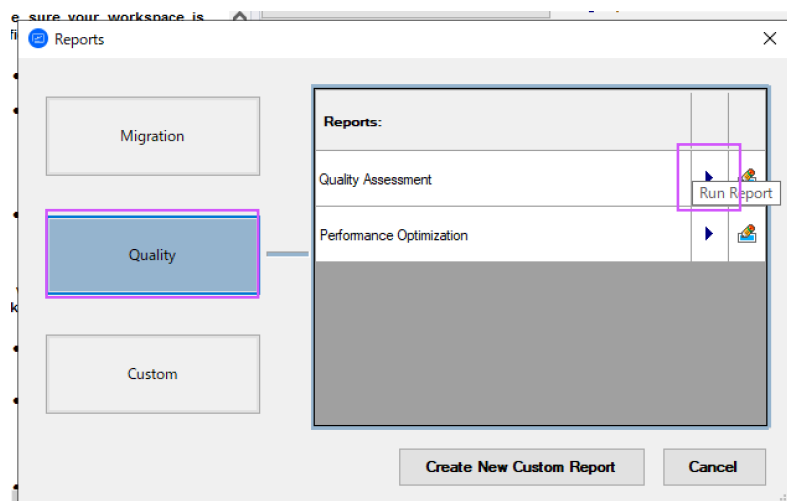 e sure your workspace is
fi
Reports
Migration
Reports:
Quality Assessment
Run Report
Quality
Performance Optimization
k
Custom
Create New Custom Report
Cancel